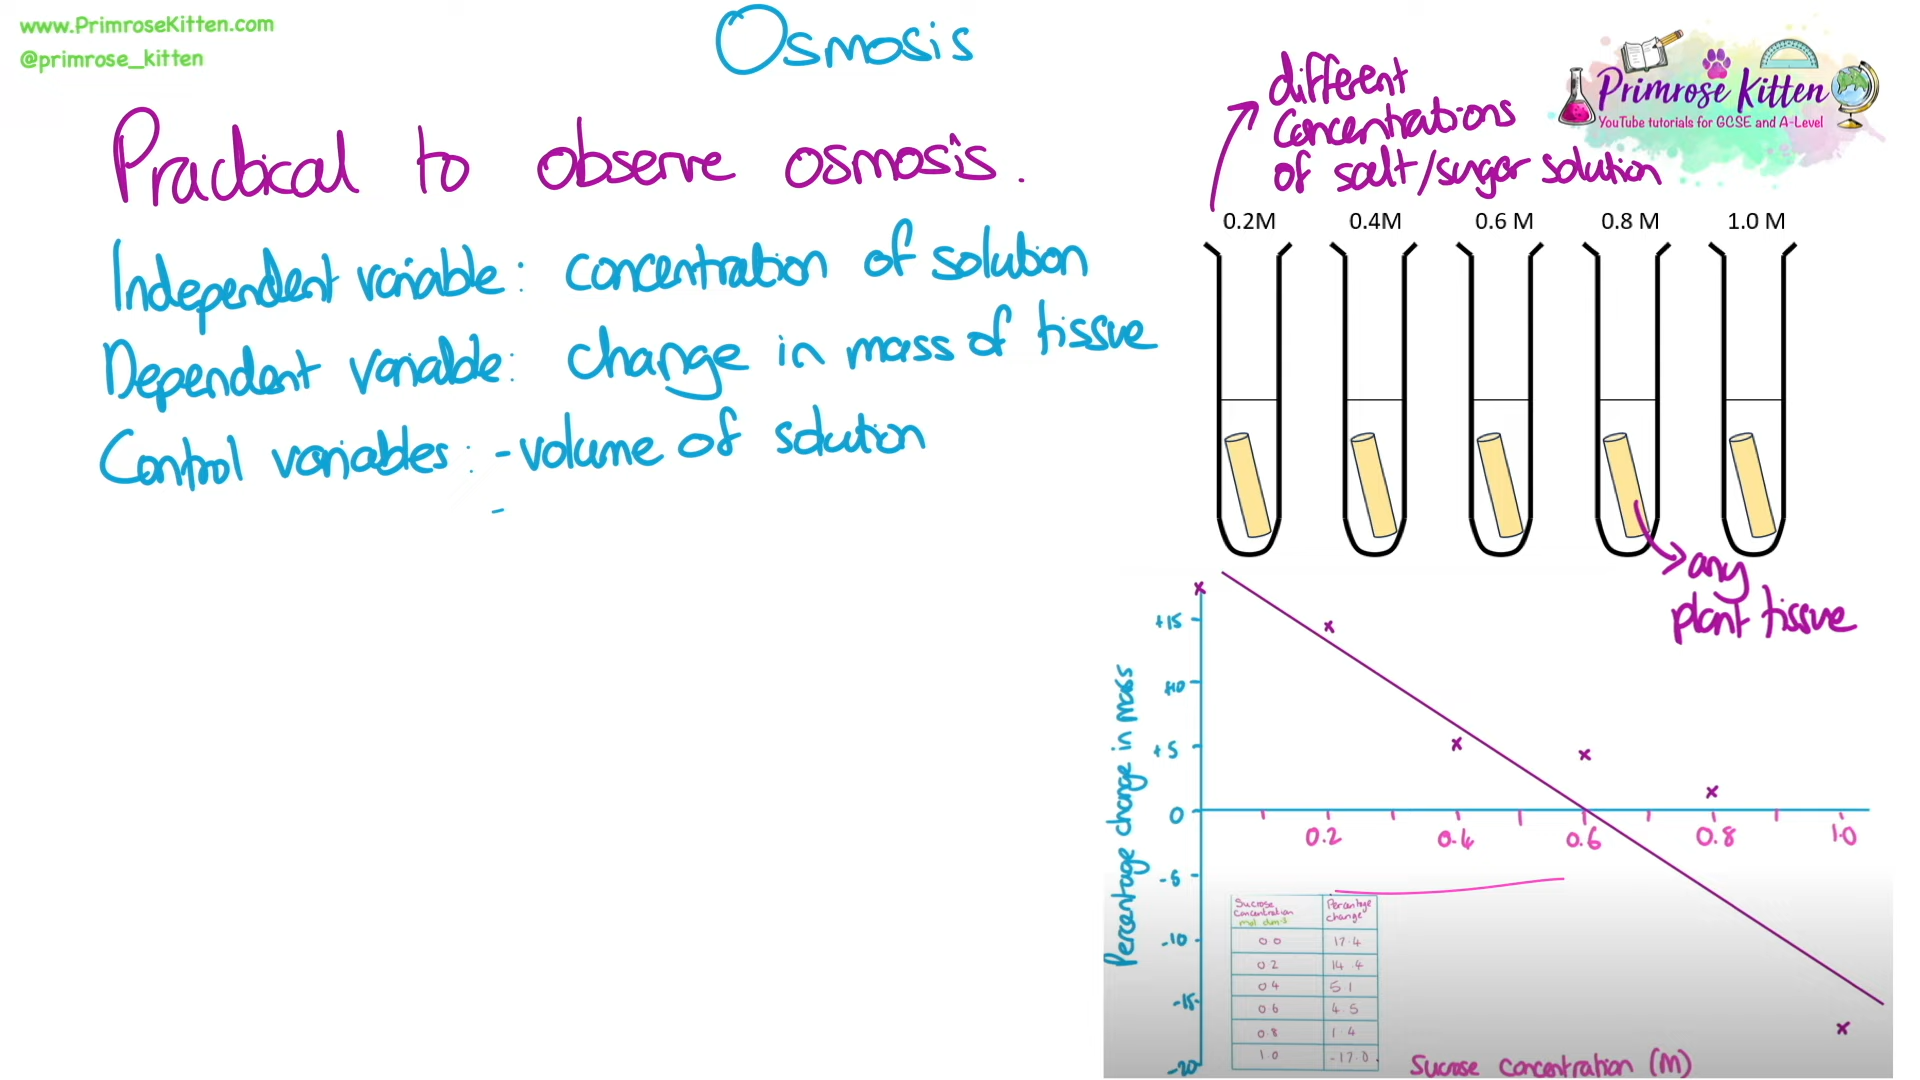 www.PrimroseKitten.com
@primrose_kitten
Osmosis
Practical to observe osmosis.
Independent variable: concentration of solution
Dependent variable: change in mass of tissue
Control variables: - volume of solution
-
different
concentrations
of salt/sugar solution
Primrose Kitten
YouTube tutorials for GCSE and A-Level
0.2M 0.4M 0.6 M 0.8 M 1.0 M
any
plant tissue
Percentage change in mass
+15
+10
+5
0
-5
-10
-15
-20
0.2 0.4 0.6 0.8 1.0
Sucrose Concentration (M)
Sucrose Concentration mol dm-3 Percentage change
0.0 17.4
0.2 14.4
0.4 5.1
0.6 4.5
0.8 1.4
1.0 -17.0